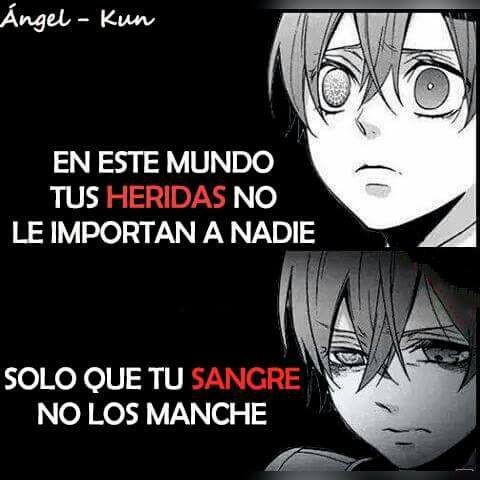 Ángel - Kun
EN ESTE MUNDO
TUS HERIDAS NO
LE IMPORTAN A NADIE
SOLO QUE TU SANGRE
NO LOS MANCHE